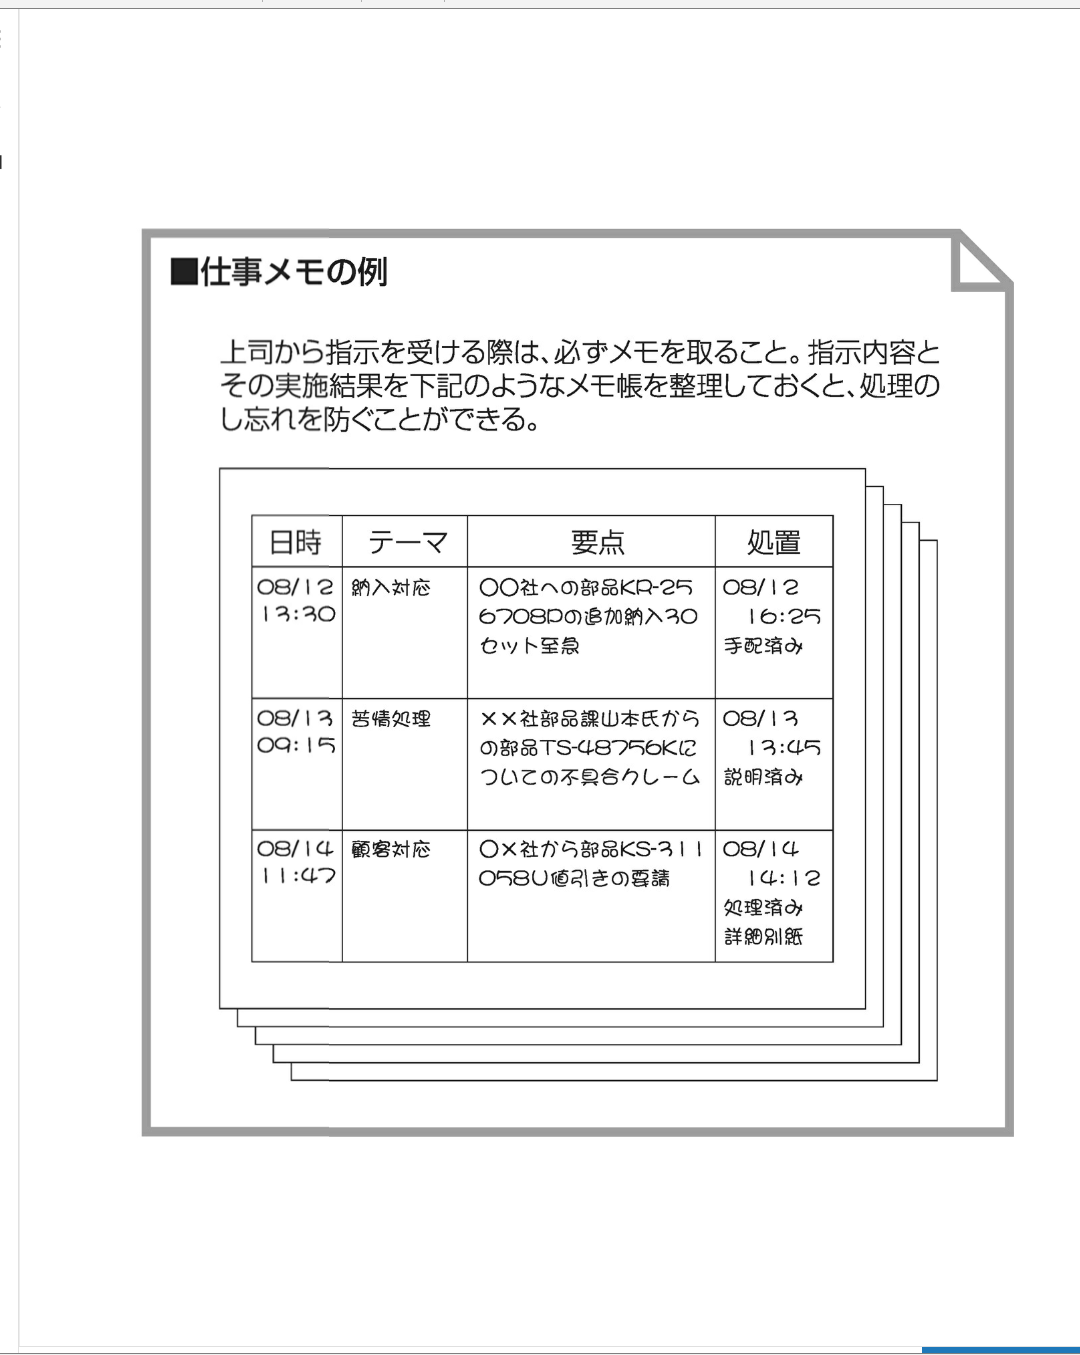 ■仕事メモの例
上司から指示を受ける際は、必ずメモを取ること。指示内容と
その実施結果を下記のようなメモ帳を整理しておくと、処理の
し忘れを防ぐことができる。
日時 テーマ 要点 処置
08/12 納入対応 〇〇社への部品KR-25 08/12
13:30 6708Pの追加納入30 16:25
セット至急 手配済み
08/13 苦情処理 ××社部品課山本氏から 08/13
09:15 の部品TS-48756Kに 13:45
ついての不具合クレーム 説明済み
08/14 顧客対応 〇×社から部品KS-311 08/14
11:47 058U値引きの要請 14:12
処理済み
詳細別紙